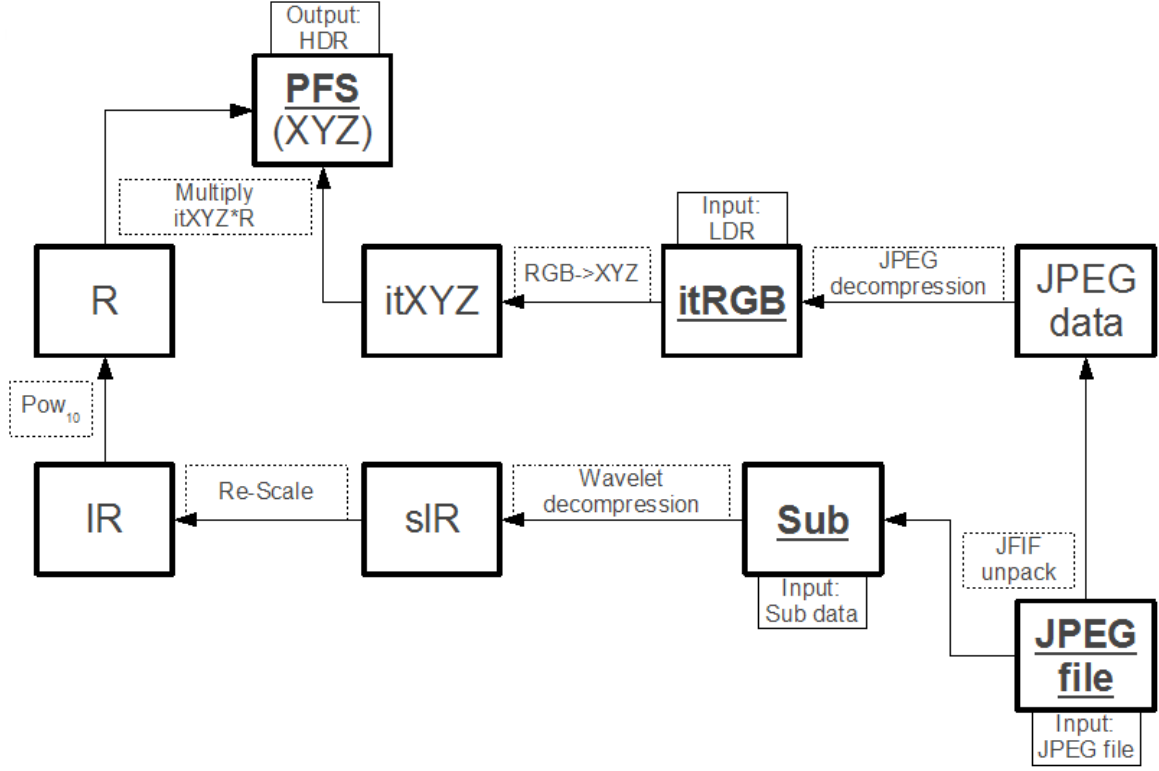 Output:
HDR
PFS
(XYZ)
Multiply
itXYZ*R
Input:
LDR
R
itXYZ
RGB->XYZ
itRGB
JPEG
decompression
JPEG
data
Pow10
lR
Re-Scale
slR
Wavelet
decompression
Sub
Input:
Sub data
JFIF
unpack
JPEG
file
Input:
JPEG file